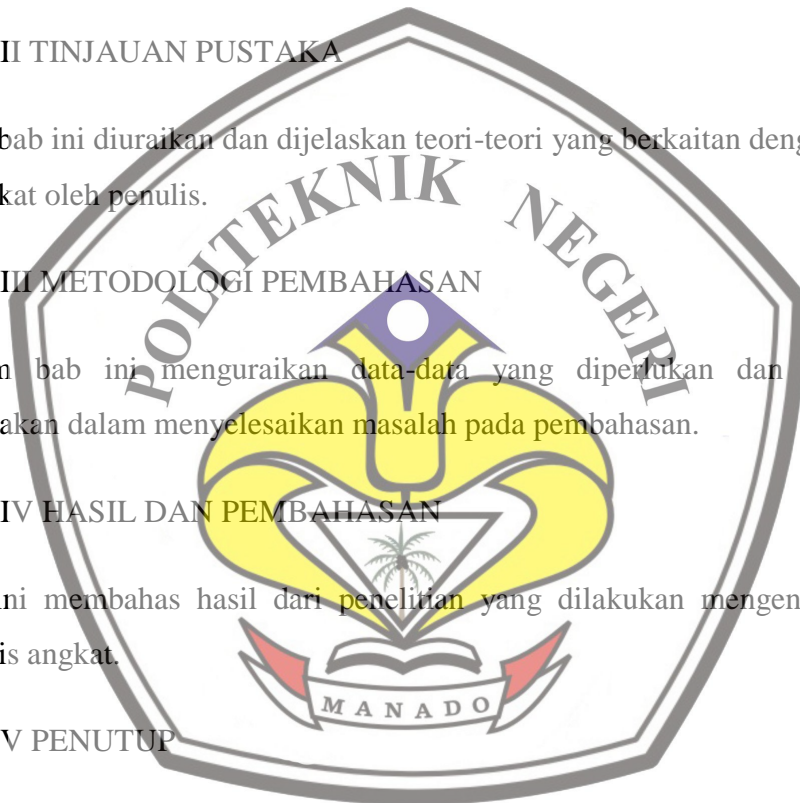 II TINJAUAN PUSTAKA
bab ini diuraikan dan dijelaskan teori-teori yang berkaitan deng
kat oleh penulis.
POLITEKNIK NEGERI
III METODOLOGI PEMBAHASAN
bab ini menguraikan data-data yang diperlukan dan
akan dalam menyelesaikan masalah pada pembahasan.
IV HASIL DAN PEMBAHASAN
ni membahas hasil dari penelitian yang dilakukan mengen
is angkat.
MANADO
V PENUTUP